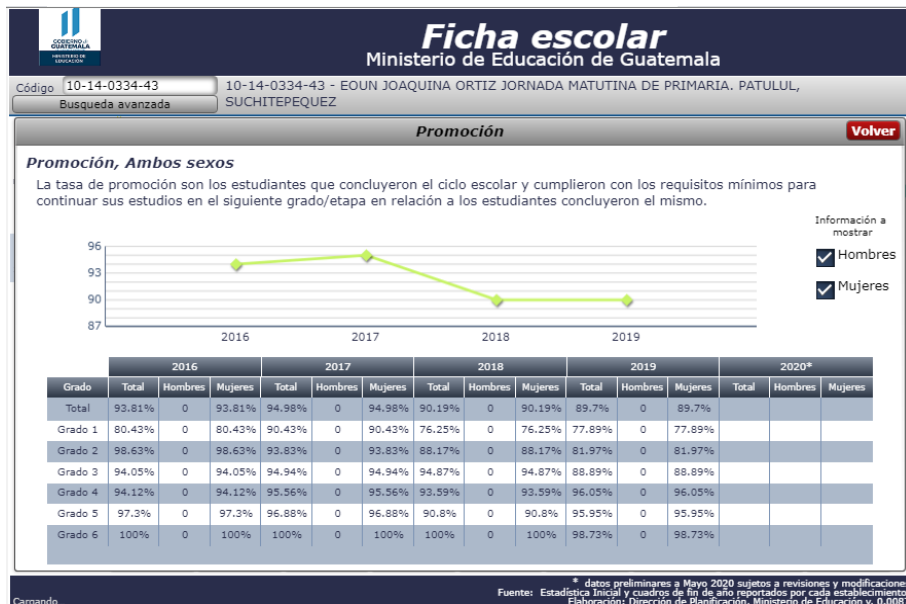 GOBIERNO de
GUATEMALA
MINISTERIO DE
EDUCACIÓN
Ficha escolar
Ministerio de Educación de Guatemala
Código 10-14-0334-43
Busqueda avanzada
10-14-0334-43 - EOUN JOAQUINA ORTIZ JORNADA MATUTINA DE PRIMARIA. PATULUL,
SUCHITEPEQUEZ
Promoción
Volver
Promoción, Ambos sexos
La tasa de promoción son los estudiantes que concluyeron el ciclo escolar y cumplieron con los requisitos mínimos para
continuar sus estudios en el siguiente grado/etapa en relación a los estudiantes concluyeron el mismo.
Información a
mostrar
Hombres
Mujeres
96
93
90
87
2016 2017 2018 2019
2016 2017 2018 2019 2020*
Grado Total Hombres Mujeres Total Hombres Mujeres Total Hombres Mujeres Total Hombres Mujeres Total Hombres Mujeres
Total 93.81% 0 93.81% 94.98% 0 94.98% 90.19% 0 90.19% 89.7% 0 89.7%
Grado 1 80.43% 0 80.43% 90.43% 0 90.43% 76.25% 0 76.25% 77.89% 0 77.89%
Grado 2 98.63% 0 98.63% 93.83% 0 93.83% 88.17% 0 88.17% 81.97% 0 81.97%
Grado 3 94.05% 0 94.05% 94.94% 0 94.94% 94.87% 0 94.87% 88.89% 0 88.89%
Grado 4 94.12% 0 94.12% 95.56% 0 95.56% 93.59% 0 93.59% 96.05% 0 96.05%
Grado 5 97.3% 0 97.3% 96.88% 0 96.88% 90.8% 0 90.8% 95.95% 0 95.95%
Grado 6 100% 0 100% 100% 0 100% 100% 0 100% 98.73% 0 98.73%
* datos preliminares a Mayo 2020 sujetos a revisiones y modificacione
Fuente: Estadística Inicial y cuadros de fin de año reportados por cada establecimiento
Elaboración: Dirección de Planificación, Ministerio de Educación v. 0.008
Cargando